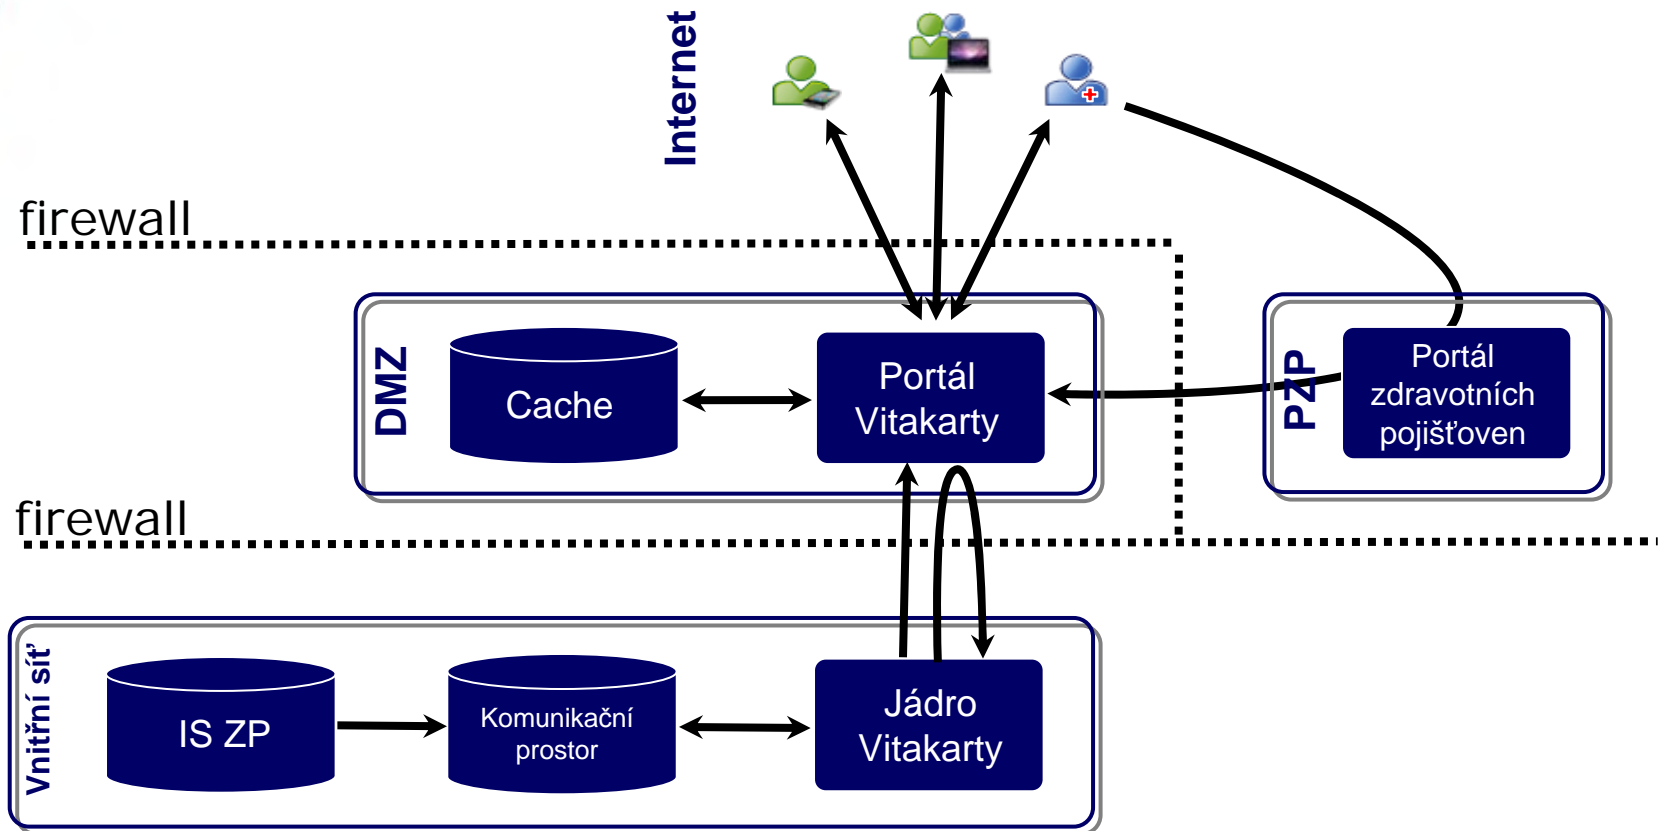 Internet
firewall
DMZ
Cache
Portál
Vitakarty
PZP
Portál
zdravotních
pojišťoven
firewall
Vnitřní síť
IS ZP
Komunikační
prostor
Jádro
Vitakarty